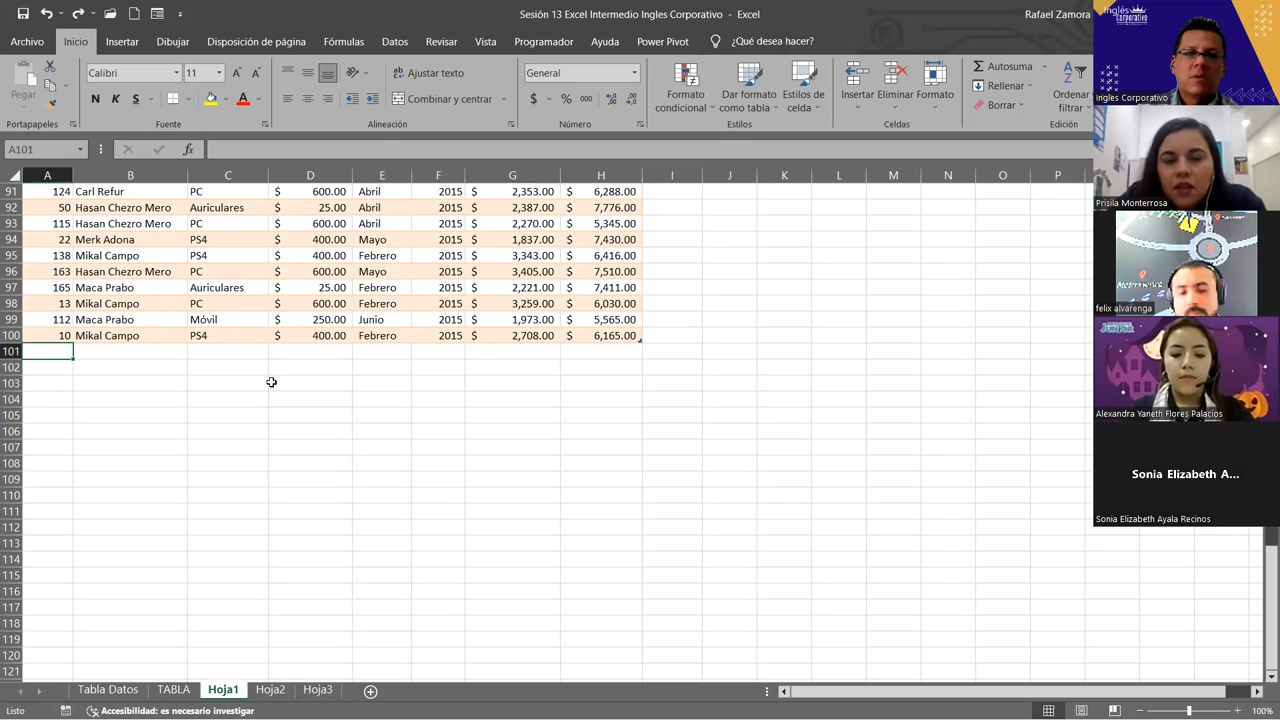 Sesión 13 Excel Intermedio Ingles Corporativo - Excel
Rafael Zamora
Archivo Inicio Insertar Dibujar Disposición de página Fórmulas Datos Revisar Vista Programador Ayuda Power Pivot ¿Qué desea hacer?
Pegar
Calibri 11
N K S
Ajustar texto
Combinar y centrar
General
$ % 000
Formato condicional
Dar formato como tabla
Estilos de celda
Insertar Eliminar Formato
Autosuma
Rellenar
Borrar
Ordenar
filtrar
Portapapeles Fuente Alineación Número Estilos Celdas Edición
A101 fx
A B C D E F G H I J K L M N O P
91 124 Carl Refur PC $ 600.00 Abril 2015 $ 2,353.00 $ 6,288.00
92 50 Hasan Chezro Mero Auriculares $ 25.00 Abril 2015 $ 2,387.00 $ 7,776.00
93 115 Hasan Chezro Mero PC $ 600.00 Abril 2015 $ 2,270.00 $ 5,345.00
94 22 Merk Adona PS4 $ 400.00 Mayo 2015 $ 1,837.00 $ 7,430.00
95 138 Mikal Campo PS4 $ 400.00 Febrero 2015 $ 3,343.00 $ 6,416.00
96 163 Hasan Chezro Mero PC $ 600.00 Mayo 2015 $ 3,405.00 $ 7,510.00
97 165 Maca Prabo Auriculares $ 25.00 Febrero 2015 $ 2,221.00 $ 7,411.00
98 13 Mikal Campo PC $ 600.00 Febrero 2015 $ 3,259.00 $ 6,030.00
99 112 Maca Prabo Móvil $ 250.00 Junio 2015 $ 1,973.00 $ 5,565.00
100 10 Mikal Campo PS4 $ 400.00 Febrero 2015 $ 2,708.00 $ 6,165.00
101
102
103
104
105
106
107
108
109
110
111
112
113
114
115
116
117
118
119
120
121
Tabla Datos TABLA Hoja1 Hoja2 Hoja3
Listo Accesibilidad: es necesario investigar 100%
Inglés
Corporativo
Ingles Corporativo
Prisila Monterrosa
felix alvarenga
Alexandra Yaneth Flores Palacios
Sonia Elizabeth A...
Sonia Elizabeth Ayala Recinos